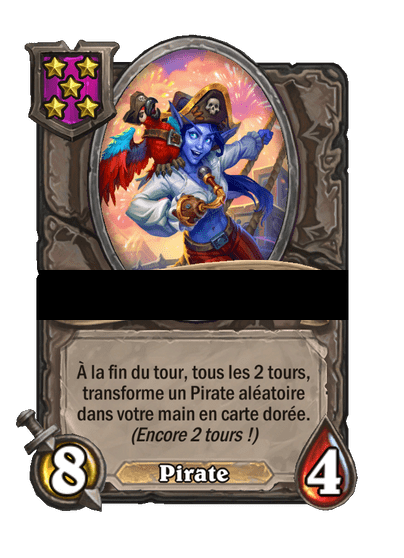 À la fin du tour, tous les 2 tours,
transforme un Pirate aléatoire
dans votre main en carte dorée.
(Encore 2 tours !)
8
Pirate
4